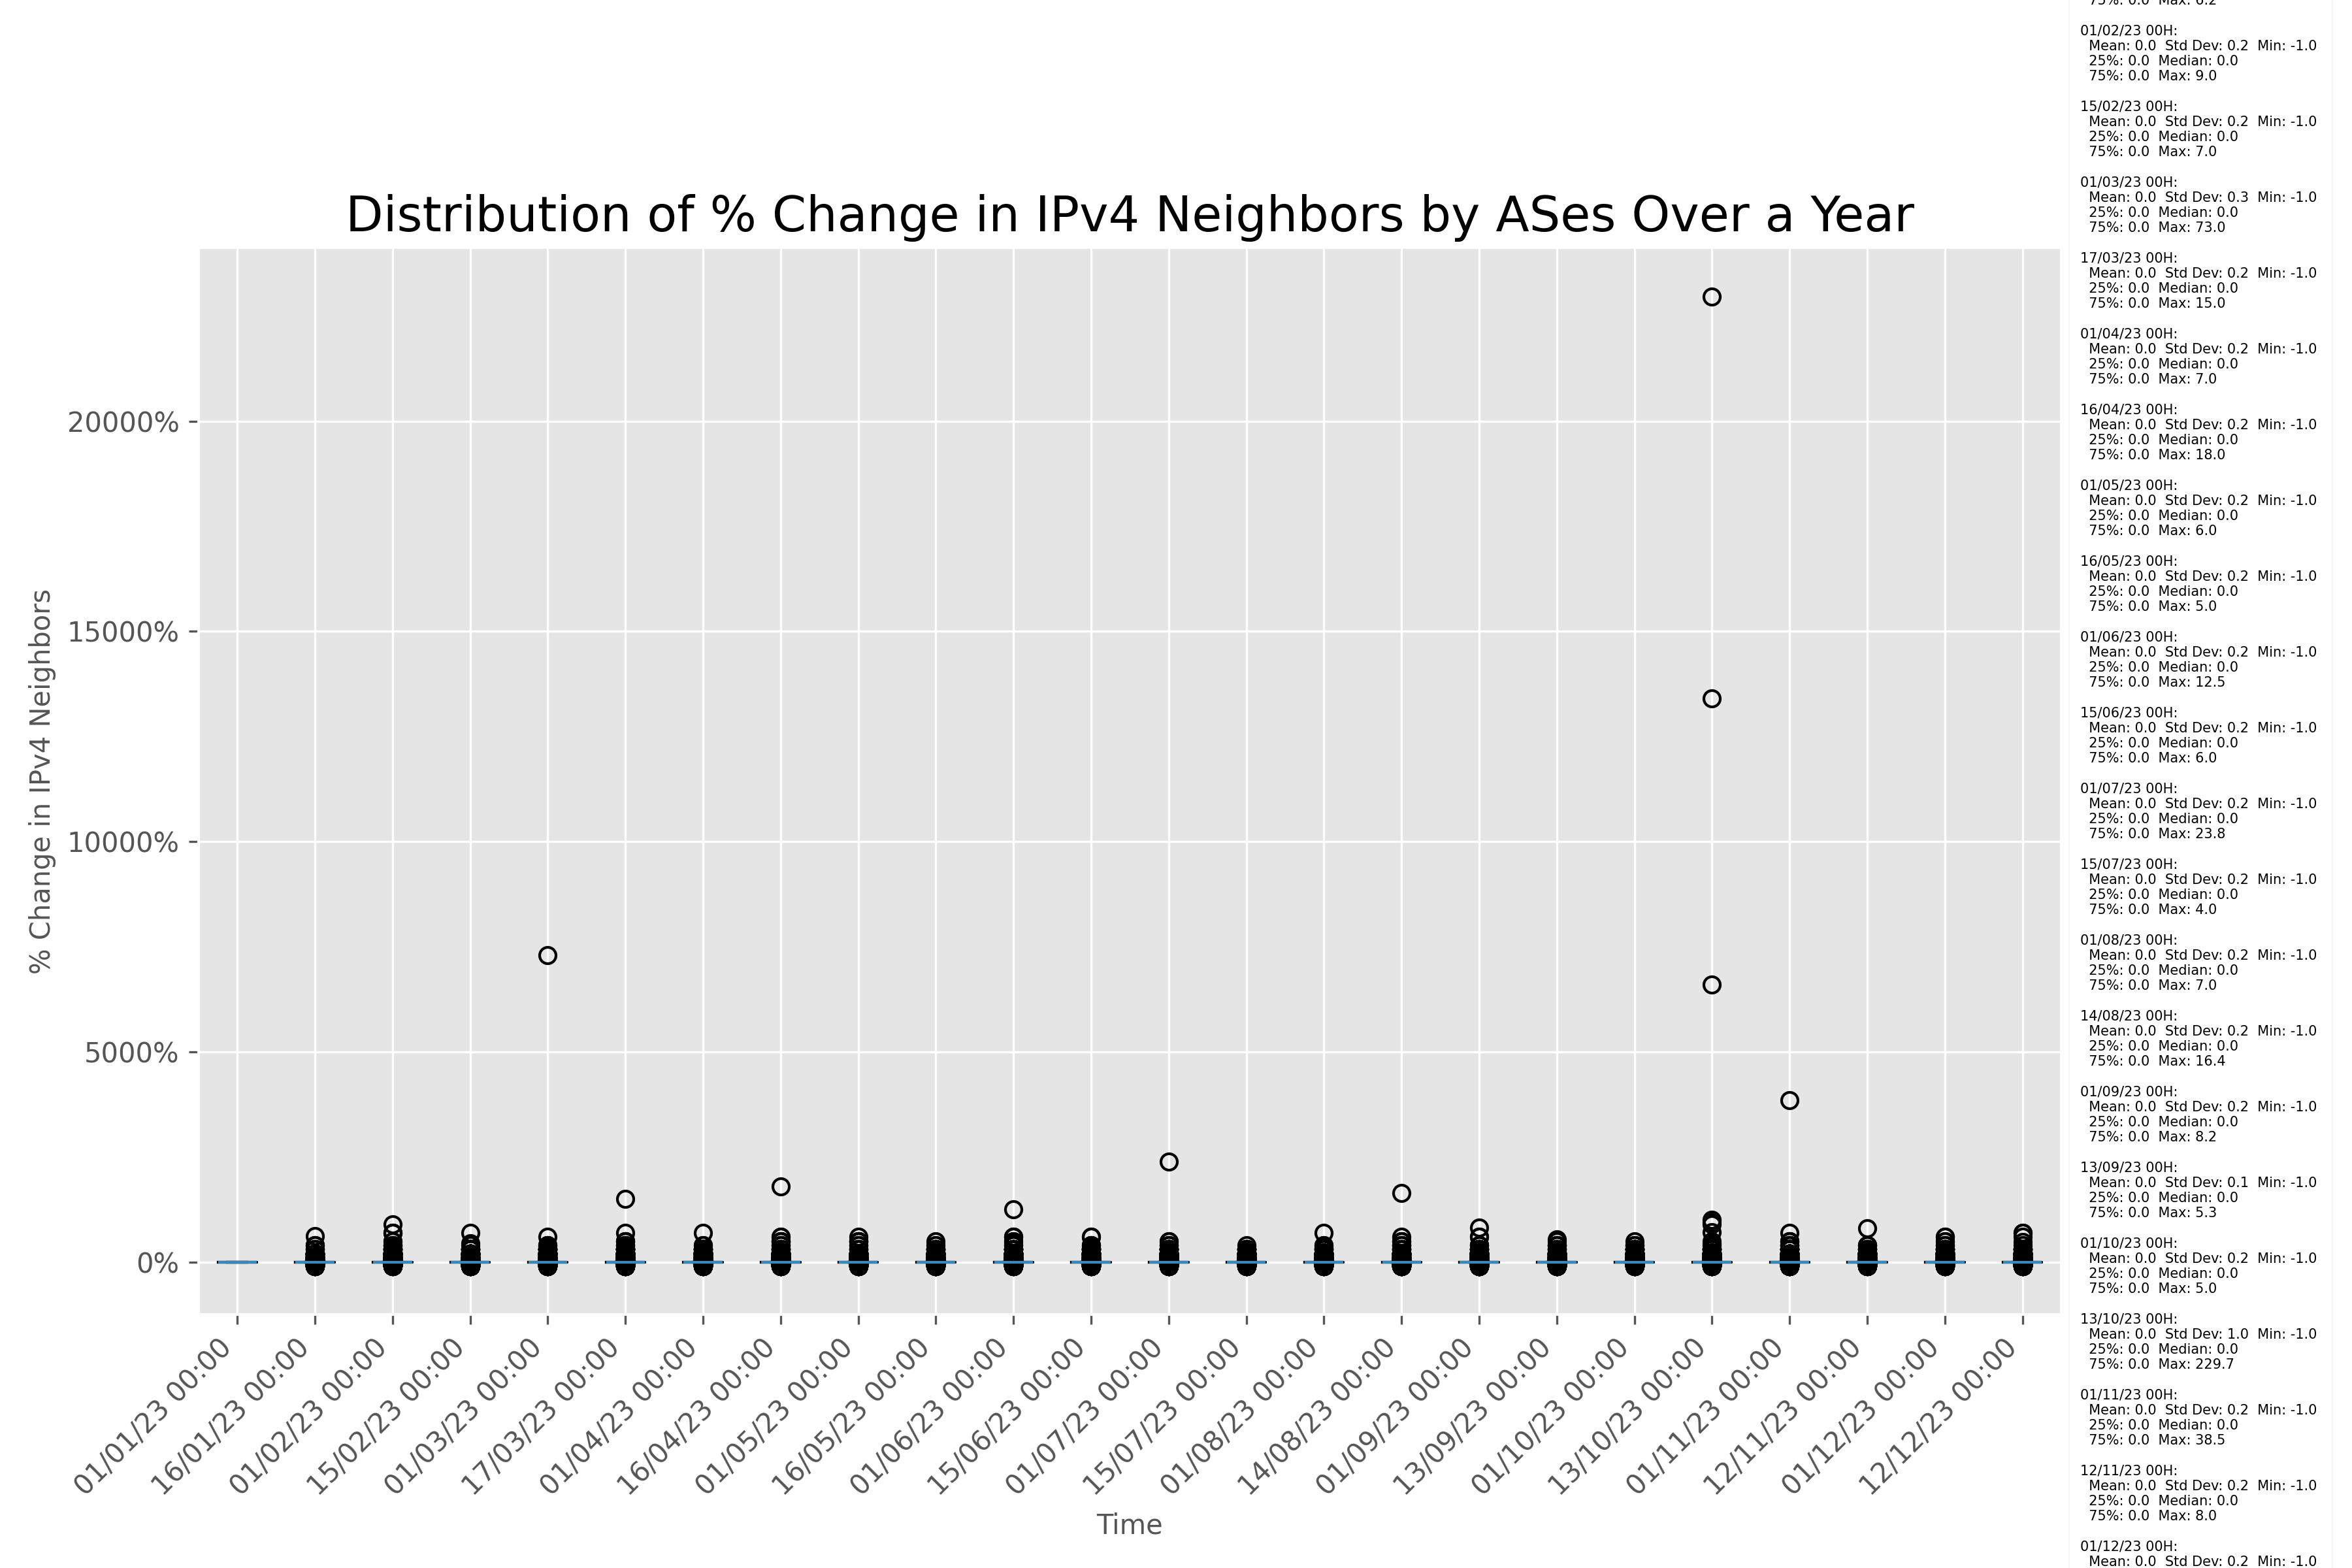 Distribution of % Change in IPv4 Neighbors by ASes Over a Year
% Change in IPv4 Neighbors
20000%
15000%
10000%
5000%
0%
01/01/23 00:00
16/01/23 00:00
01/02/23 00:00
15/02/23 00:00
01/03/23 00:00
17/03/23 00:00
01/04/23 00:00
16/04/23 00:00
01/05/23 00:00
16/05/23 00:00
01/06/23 00:00
15/06/23 00:00
01/07/23 00:00
15/07/23 00:00
01/08/23 00:00
14/08/23 00:00
01/09/23 00:00
13/09/23 00:00
01/10/23 00:00
13/10/23 00:00
01/11/23 00:00
12/11/23 00:00
01/12/23 00:00
12/12/23 00:00
Time
75%: 0.0 Max: 6.2
01/02/23 00H:
Mean: 0.0 Std Dev: 0.2 Min: -1.0
25%: 0.0 Median: 0.0
75%: 0.0 Max: 9.0
15/02/23 00H:
Mean: 0.0 Std Dev: 0.2 Min: -1.0
25%: 0.0 Median: 0.0
75%: 0.0 Max: 7.0
01/03/23 00H:
Mean: 0.0 Std Dev: 0.3 Min: -1.0
25%: 0.0 Median: 0.0
75%: 0.0 Max: 73.0
17/03/23 00H:
Mean: 0.0 Std Dev: 0.2 Min: -1.0
25%: 0.0 Median: 0.0
75%: 0.0 Max: 15.0
01/04/23 00H:
Mean: 0.0 Std Dev: 0.2 Min: -1.0
25%: 0.0 Median: 0.0
75%: 0.0 Max: 7.0
16/04/23 00H:
Mean: 0.0 Std Dev: 0.2 Min: -1.0
25%: 0.0 Median: 0.0
75%: 0.0 Max: 18.0
01/05/23 00H:
Mean: 0.0 Std Dev: 0.2 Min: -1.0
25%: 0.0 Median: 0.0
75%: 0.0 Max: 6.0
16/05/23 00H:
Mean: 0.0 Std Dev: 0.2 Min: -1.0
25%: 0.0 Median: 0.0
75%: 0.0 Max: 5.0
01/06/23 00H:
Mean: 0.0 Std Dev: 0.2 Min: -1.0
25%: 0.0 Median: 0.0
75%: 0.0 Max: 12.5
15/06/23 00H:
Mean: 0.0 Std Dev: 0.2 Min: -1.0
25%: 0.0 Median: 0.0
75%: 0.0 Max: 6.0
01/07/23 00H:
Mean: 0.0 Std Dev: 0.2 Min: -1.0
25%: 0.0 Median: 0.0
75%: 0.0 Max: 23.8
15/07/23 00H:
Mean: 0.0 Std Dev: 0.2 Min: -1.0
25%: 0.0 Median: 0.0
75%: 0.0 Max: 4.0
01/08/23 00H:
Mean: 0.0 Std Dev: 0.2 Min: -1.0
25%: 0.0 Median: 0.0
75%: 0.0 Max: 7.0
14/08/23 00H:
Mean: 0.0 Std Dev: 0.2 Min: -1.0
25%: 0.0 Median: 0.0
75%: 0.0 Max: 16.4
01/09/23 00H:
Mean: 0.0 Std Dev: 0.2 Min: -1.0
25%: 0.0 Median: 0.0
75%: 0.0 Max: 8.2
13/09/23 00H:
Mean: 0.0 Std Dev: 0.1 Min: -1.0
25%: 0.0 Median: 0.0
75%: 0.0 Max: 5.3
01/10/23 00H:
Mean: 0.0 Std Dev: 0.2 Min: -1.0
25%: 0.0 Median: 0.0
75%: 0.0 Max: 5.0
13/10/23 00H:
Mean: 0.0 Std Dev: 1.0 Min: -1.0
25%: 0.0 Median: 0.0
75%: 0.0 Max: 229.7
01/11/23 00H:
Mean: 0.0 Std Dev: 0.2 Min: -1.0
25%: 0.0 Median: 0.0
75%: 0.0 Max: 38.5
12/11/23 00H:
Mean: 0.0 Std Dev: 0.2 Min: -1.0
25%: 0.0 Median: 0.0
75%: 0.0 Max: 8.0
01/12/23 00H:
Mean: 0.0 Std Dev: 0.2 Min: -1.0